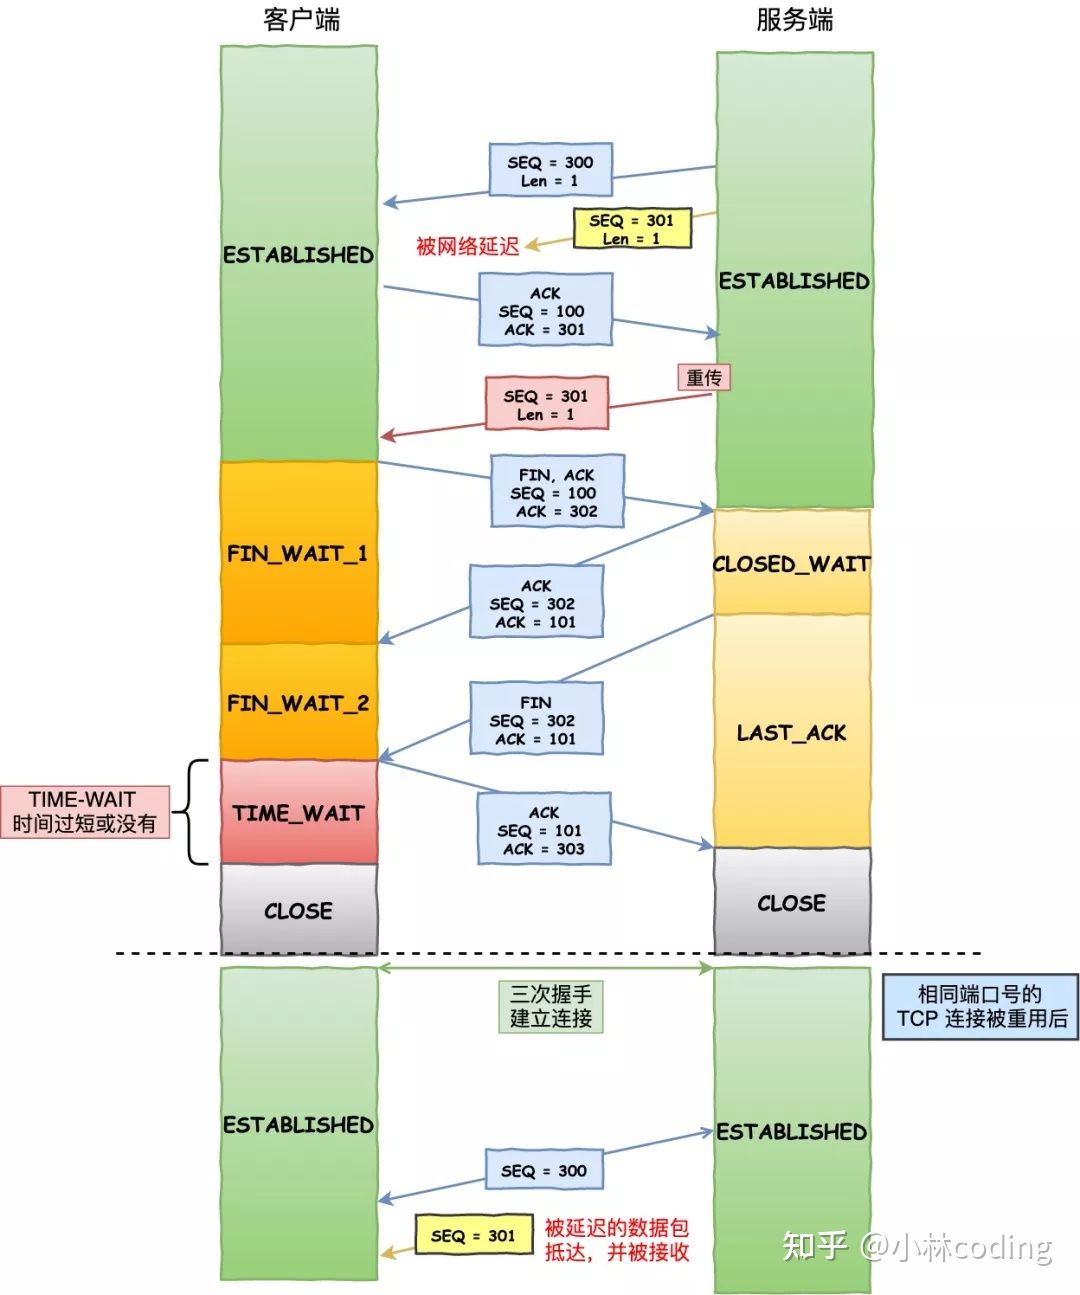 客户端
服务端
SEQ = 300
Len = 1
SEQ = 301
Len = 1
被网络延迟
ESTABLISHED
ESTABLISHED
ACK
SEQ = 100
ACK = 301
重传
SEQ = 301
Len = 1
FIN, ACK
SEQ = 100
ACK = 302
FIN_WAIT_1
CLOSED_WAIT
ACK
SEQ = 302
ACK = 101
FIN_WAIT_2
FIN
SEQ = 302
ACK = 101
LAST_ACK
TIME-WAIT
时间过短或没有
TIME_WAIT
ACK
SEQ = 101
ACK = 303
CLOSE
CLOSE
三次握手
建立连接
相同端口号的
TCP 连接被重用后
ESTABLISHED
ESTABLISHED
SEQ = 300
SEQ = 301
被延迟的数据包
抵达，并被接收
知乎 @小林coding